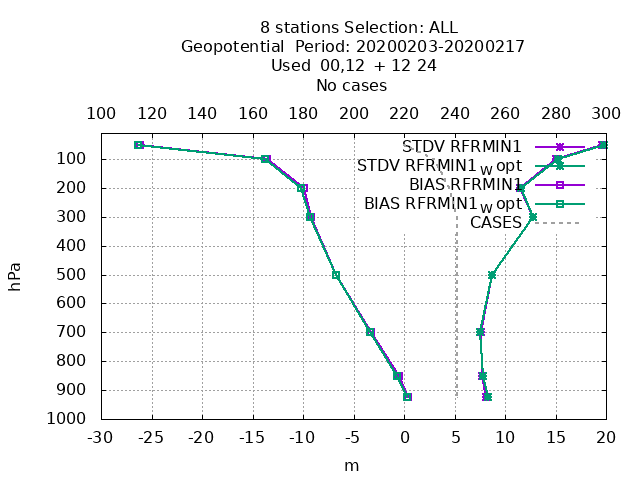 8 stations Selection: ALL
Geopotential  Period: 20200203-20200217
Used  00,12  + 12 24
No cases
100 120 140 160 180 200 220 240 260 280 300
STDV RFRMIN1
STDV RFRMIN1w opt
BIAS RFRMIN1
BIAS RFRMIN1w opt
CASES
100
200
300
400
500
600
700
800
900
1000
hPa
-30 -25 -20 -15 -10 -5 0 5 10 15 20
m